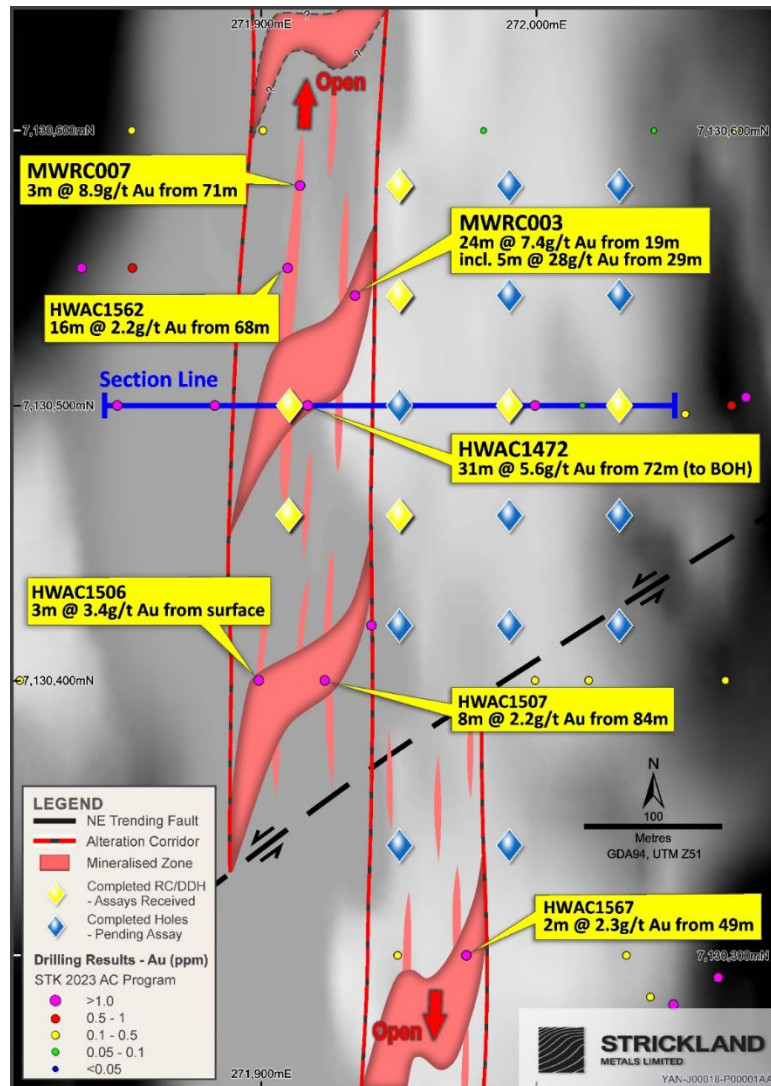 271,900mE
272,000mE
?
?
?
?
Open
7,130,600mN
7,130,600mN
MWRC007
3m @ 8.9g/t Au from 71m
MWRC003
24m @ 7.4g/t Au from 19m
incl. 5m @ 28g/t Au from 29m
HWAC1562
16m @ 2.2g/t Au from 68m
Section Line
7,130,500mN
7,130,500mN
HWAC1472
31m @ 5.6g/t Au from 72m (to BOH)
HWAC1506
3m @ 3.4g/t Au from surface
7,130,400mN
7,130,400mN
HWAC1507
8m @ 2.2g/t Au from 84m
LEGEND
NE Trending Fault
Alteration Corridor
Mineralised Zone
Completed RC/DDH
- Assays Received
Completed Holes
- Pending Assay
Drilling Results - Au (ppm)
STK 2023 AC Program
>1.0
0.5 - 1
0.1 - 0.5
0.05 - 0.1
<0.05
N
100
Metres
GDA94, UTM Z51
HWAC1567
2m @ 2.3g/t Au from 49m
7,130,300mN
Open
271,900mE
STRICKLAND
METALS LIMITED
YAN-J00018-P00001AA